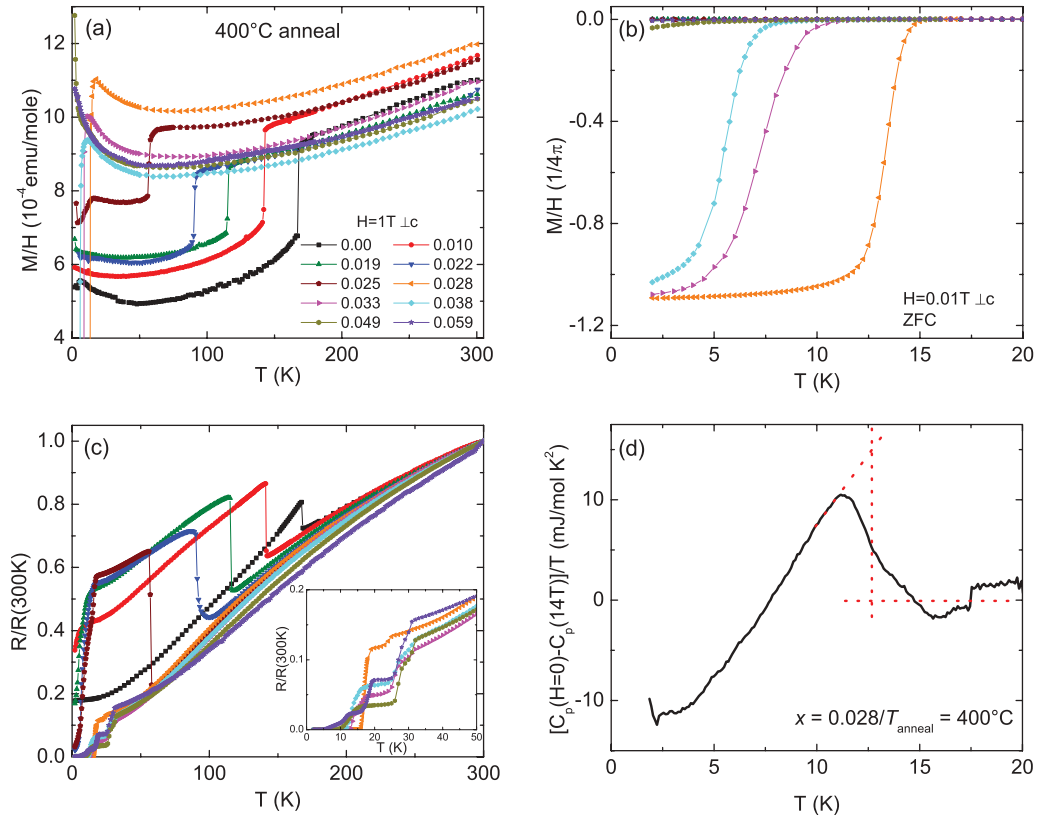 (a)
400°C anneal
M/H (10⁻⁴emu/mole)
12
10
8
6
4
H=1T ⊥c
0.00
0.010
0.019
0.022
0.025
0.028
0.033
0.038
0.049
0.059
0
100
200
300
T (K)
(b)
M/H (1/4π)
0.0
-0.4
-0.8
-1.2
H=0.01T ⊥c
ZFC
0
5
10
15
20
T (K)
(c)
R/R(300K)
1.0
0.8
0.6
0.4
0.2
0.0
R/R(300K)
0.2
0.1
0.0
0
10
20
30
40
50
T (K)
0
100
200
300
T (K)
(d)
[Cp(H=0)-Cp(14T)]/T (mJ/mol K²)
10
0
-10
x = 0.028/Tanneal = 400°C
0
5
10
15
20
T (K)